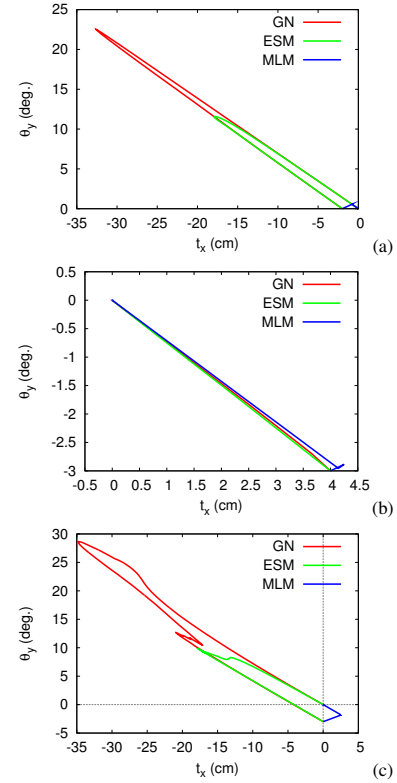 25
20
15
10
5
0
-35 -30 -25 -20 -15 -10 -5 0
θy (deg.)
tx (cm)
GN
ESM
MLM
(a)
0.5
0
-0.5
-1
-1.5
-2
-2.5
-3
-0.5 0 0.5 1 1.5 2 2.5 3 3.5 4 4.5
θy (deg.)
tx (cm)
GN
ESM
MLM
(b)
30
25
20
15
10
5
0
-5
-35 -30 -25 -20 -15 -10 -5 0 5
θy (deg.)
tx (cm)
GN
ESM
MLM
(c)